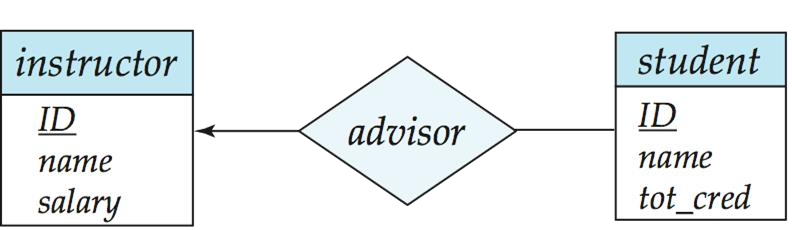 instructor
ID
name
salary
advisor
student
ID
name
tot_cred